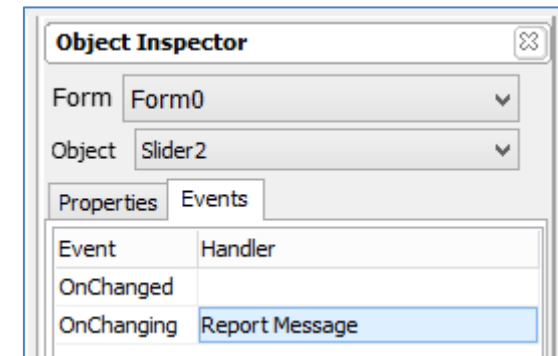 Object Inspector
Form Form0
Object Slider2
Properties Events
Event Handler
OnChanged
OnChanging Report Message